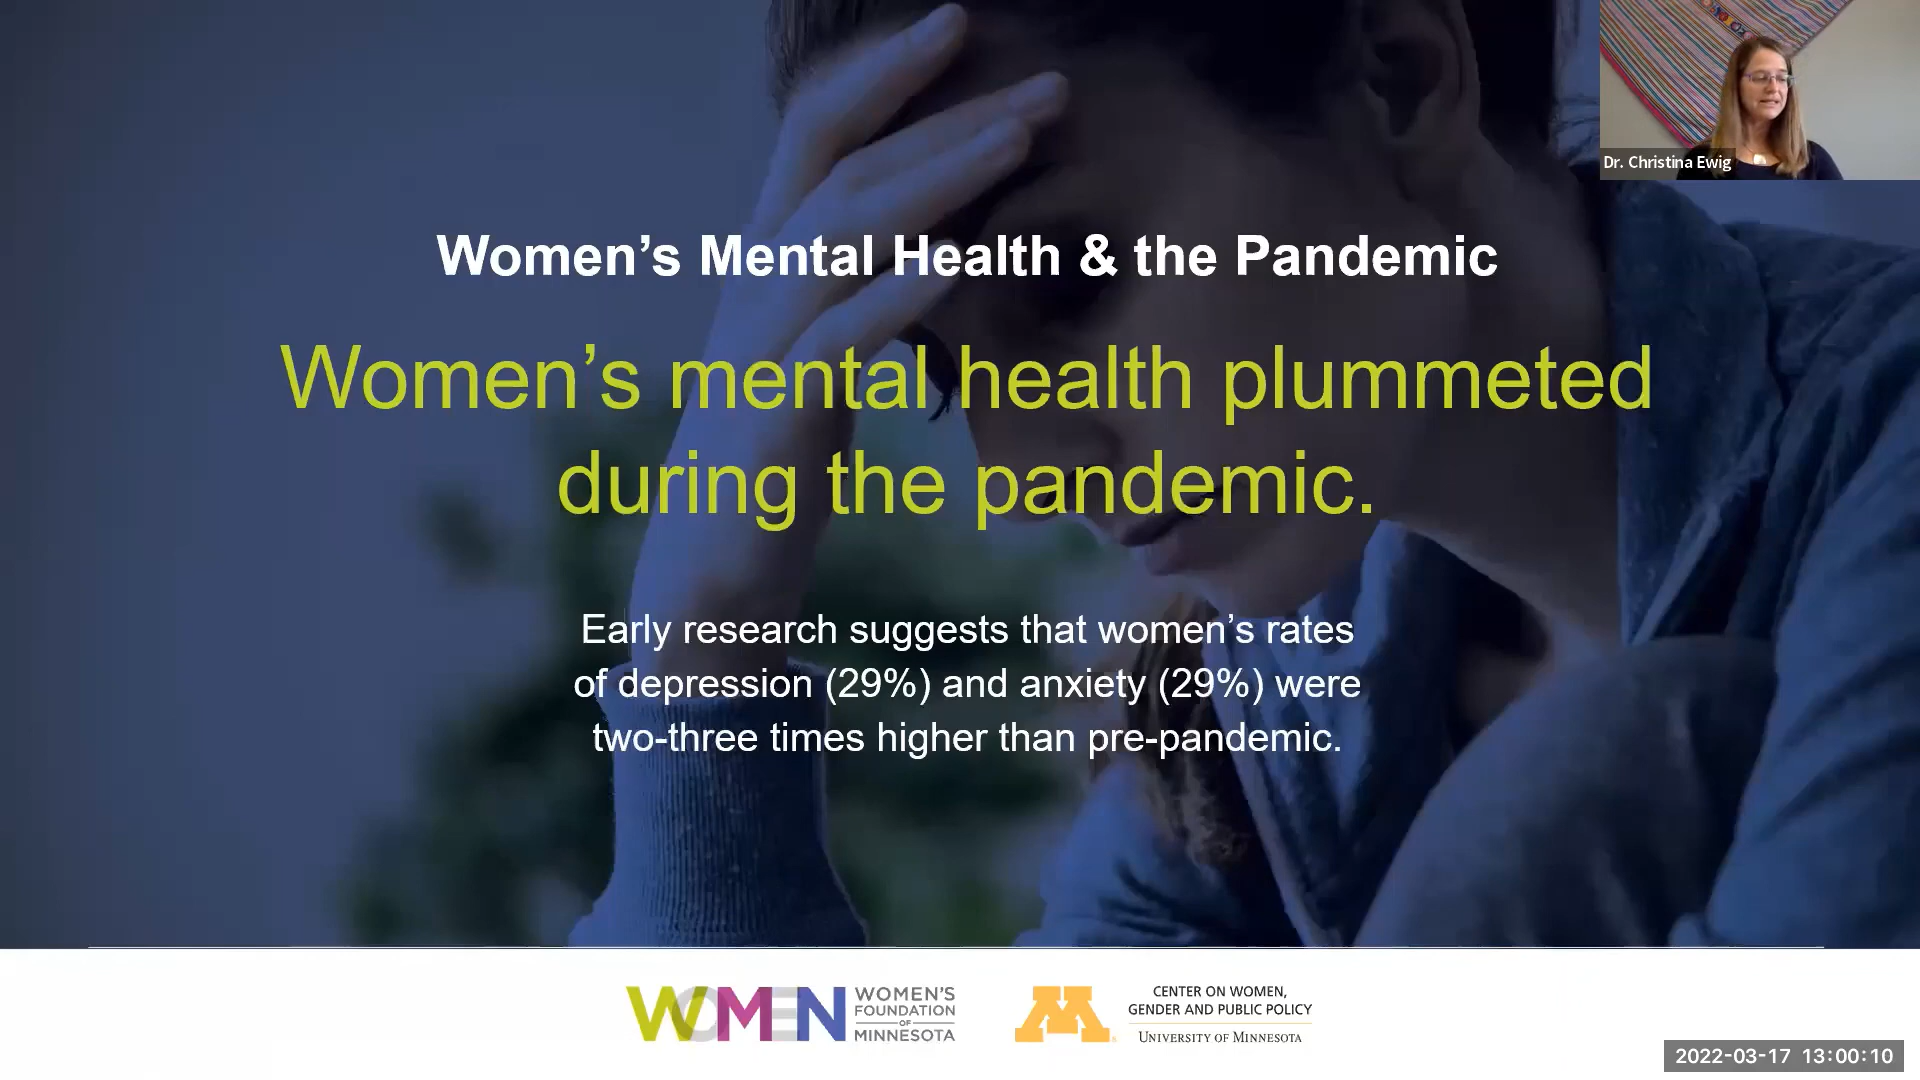 Dr. Christina Ewig
Women’s Mental Health & the Pandemic
Women’s mental health plummeted
during the pandemic.
Early research suggests that women’s rates
of depression (29%) and anxiety (29%) were
two-three times higher than pre-pandemic.
WOMEN
WOMEN’S
FOUNDATION
OF
MINNESOTA
M
CENTER ON WOMEN,
GENDER AND PUBLIC POLICY
UNIVERSITY OF MINNESOTA
2022-03-17 13:00:10